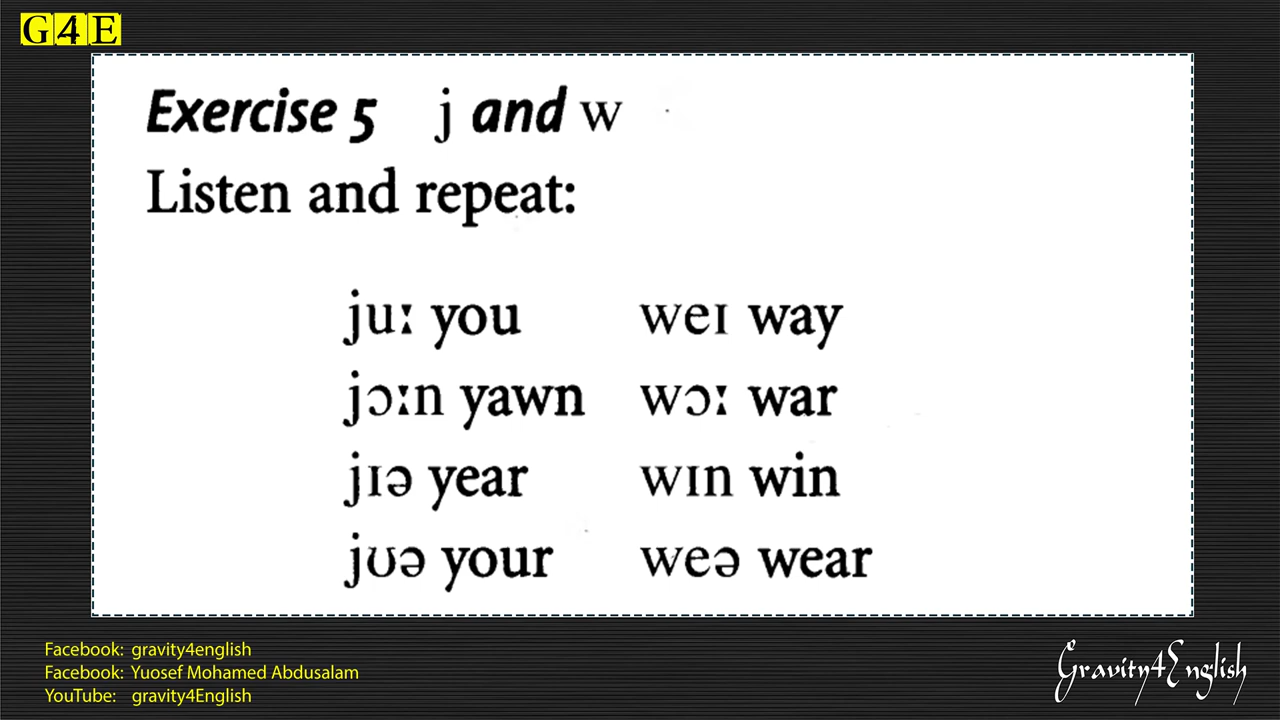 G4E
Exercise 5 j and w
Listen and repeat:
juː you weɪ way
jɔːn yawn wɔː war
jɪə year wɪn win
jʊə your weə wear
Facebook: gravity4english
Facebook: Yuosef Mohamed Abdusalam
YouTube: gravity4English
Gravity4English